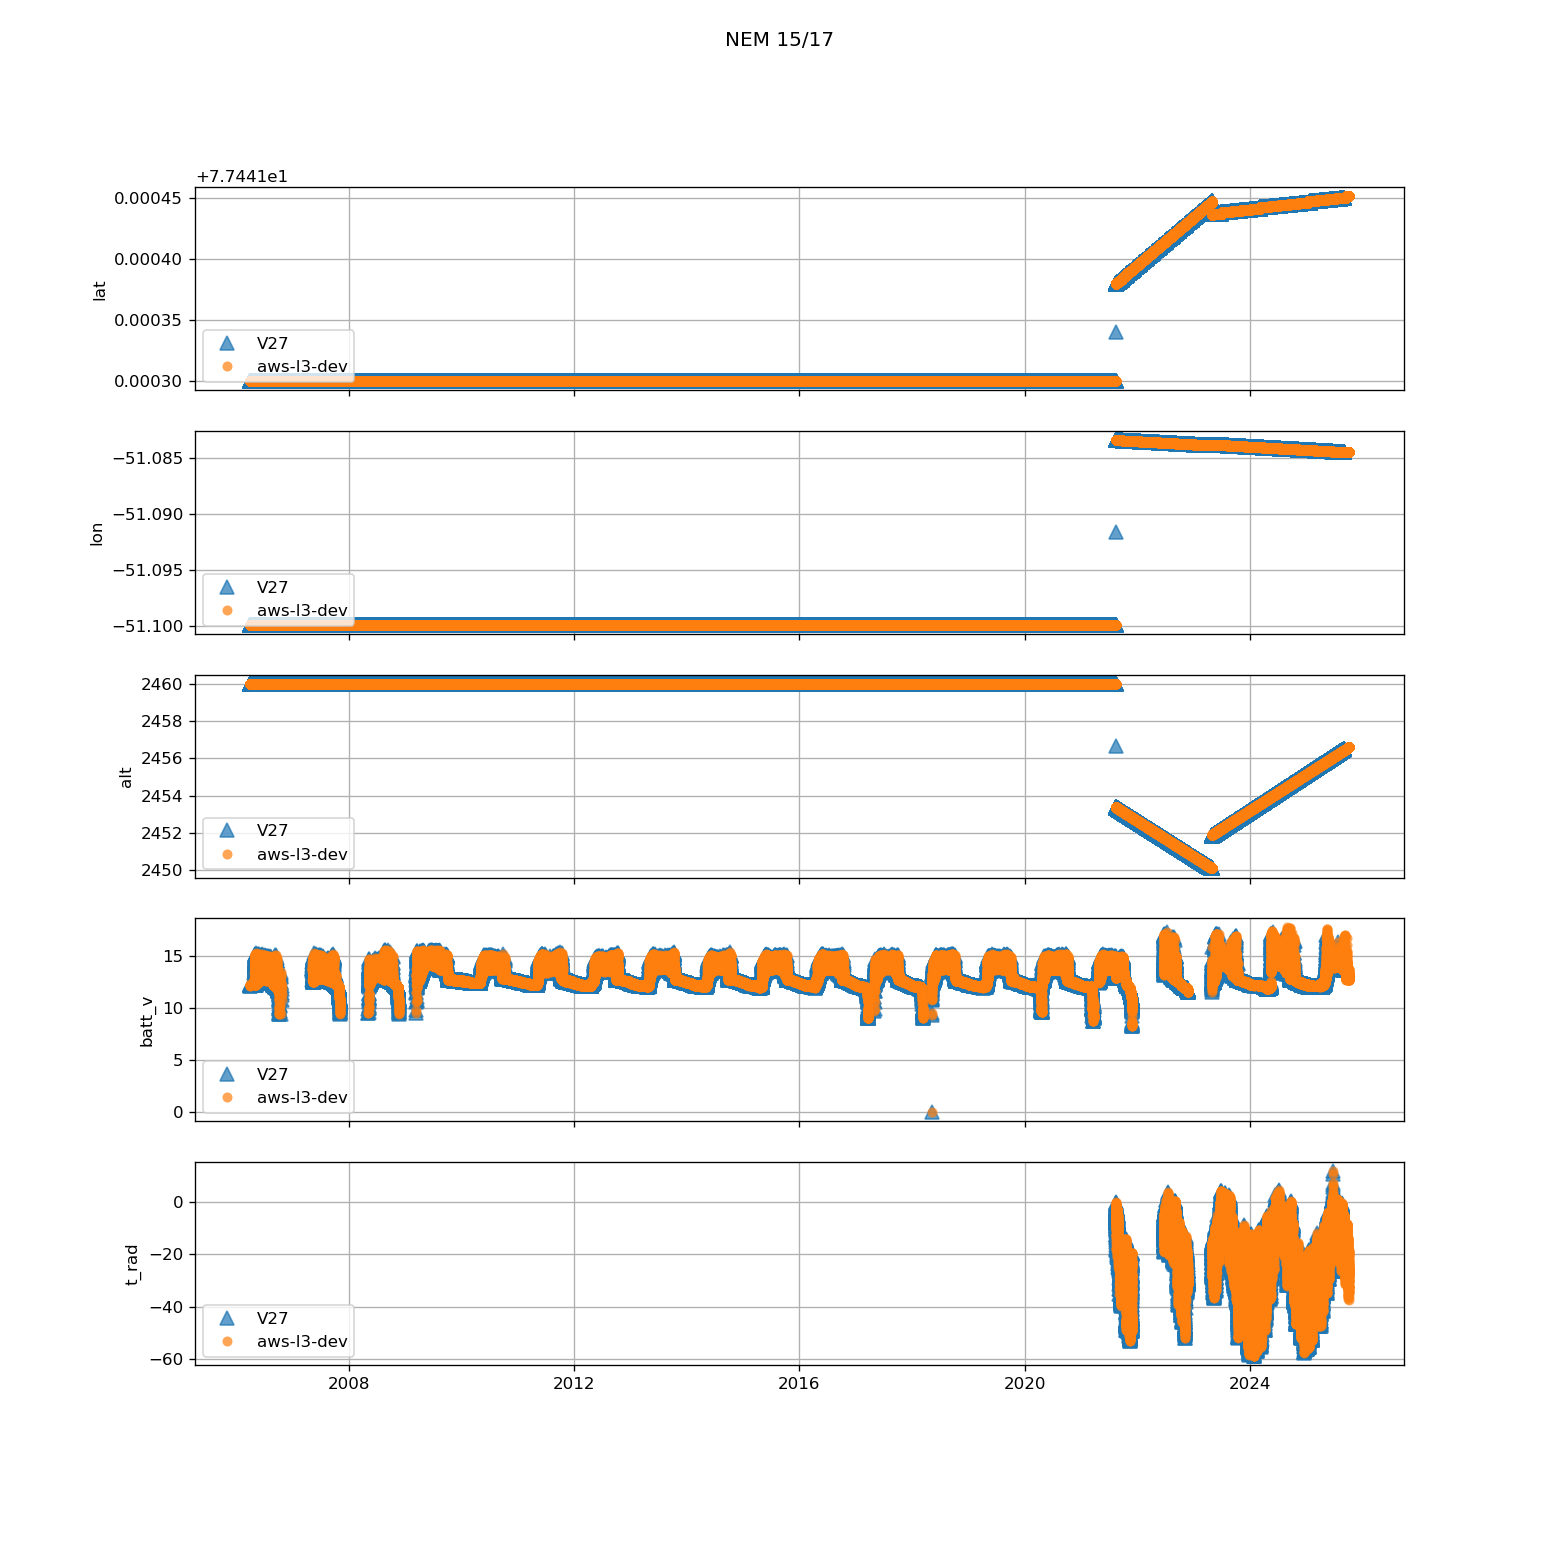 NEM 15/17
+7.7441e1
0.00045
0.00040
0.00035
0.00030
lat
V27
aws-l3-dev
−51.085
−51.090
−51.095
−51.100
lon
V27
aws-l3-dev
2460
2458
2456
2454
2452
2450
alt
V27
aws-l3-dev
15
10
5
0
batt_v
V27
aws-l3-dev
0
−20
−40
−60
t_rad
V27
aws-l3-dev
2008 2012 2016 2020 2024